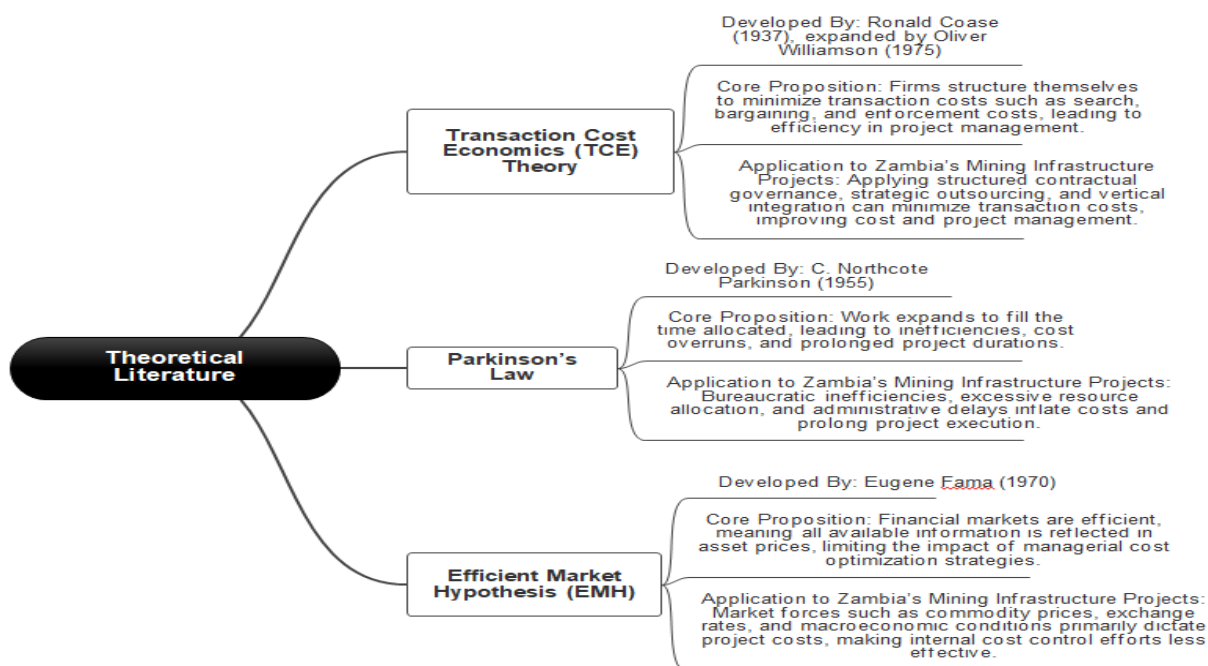 Theoretical
Literature
Transaction Cost
Economics (TCE)
Theory
Developed By: Ronald Coase
(1937), expanded by Oliver
Williamson (1975)
Core Proposition: Firms structure themselves
to minimize transaction costs such as search,
bargaining, and enforcement costs, leading to
efficiency in project management.
Application to Zambia's Mining Infrastructure
Projects: Applying structured contractual
governance, strategic outsourcing, and vertical
integration can minimize transaction costs,
improving cost and project management.
Parkinson's
Law
Developed By: C. Northcote
Parkinson (1955)
Core Proposition: Work expands to fill the
time allocated, leading to inefficiencies, cost
overruns, and prolonged project durations.
Application to Zambia's Mining Infrastructure Projects:
Bureaucratic inefficiencies, excessive resource
allocation, and administrative delays inflate costs and
prolong project execution.
Efficient Market
Hypothesis (EMH)
Developed By: Eugene Fama (1970)
Core Proposition: Financial markets are efficient,
meaning all available information is reflected in
asset prices, limiting the impact of managerial cost
optimization strategies.
Application to Zambia's Mining Infrastructure Projects:
Market forces such as commodity prices, exchange
rates, and macroeconomic conditions primarily dictate
project costs, making internal cost control efforts less
effective.